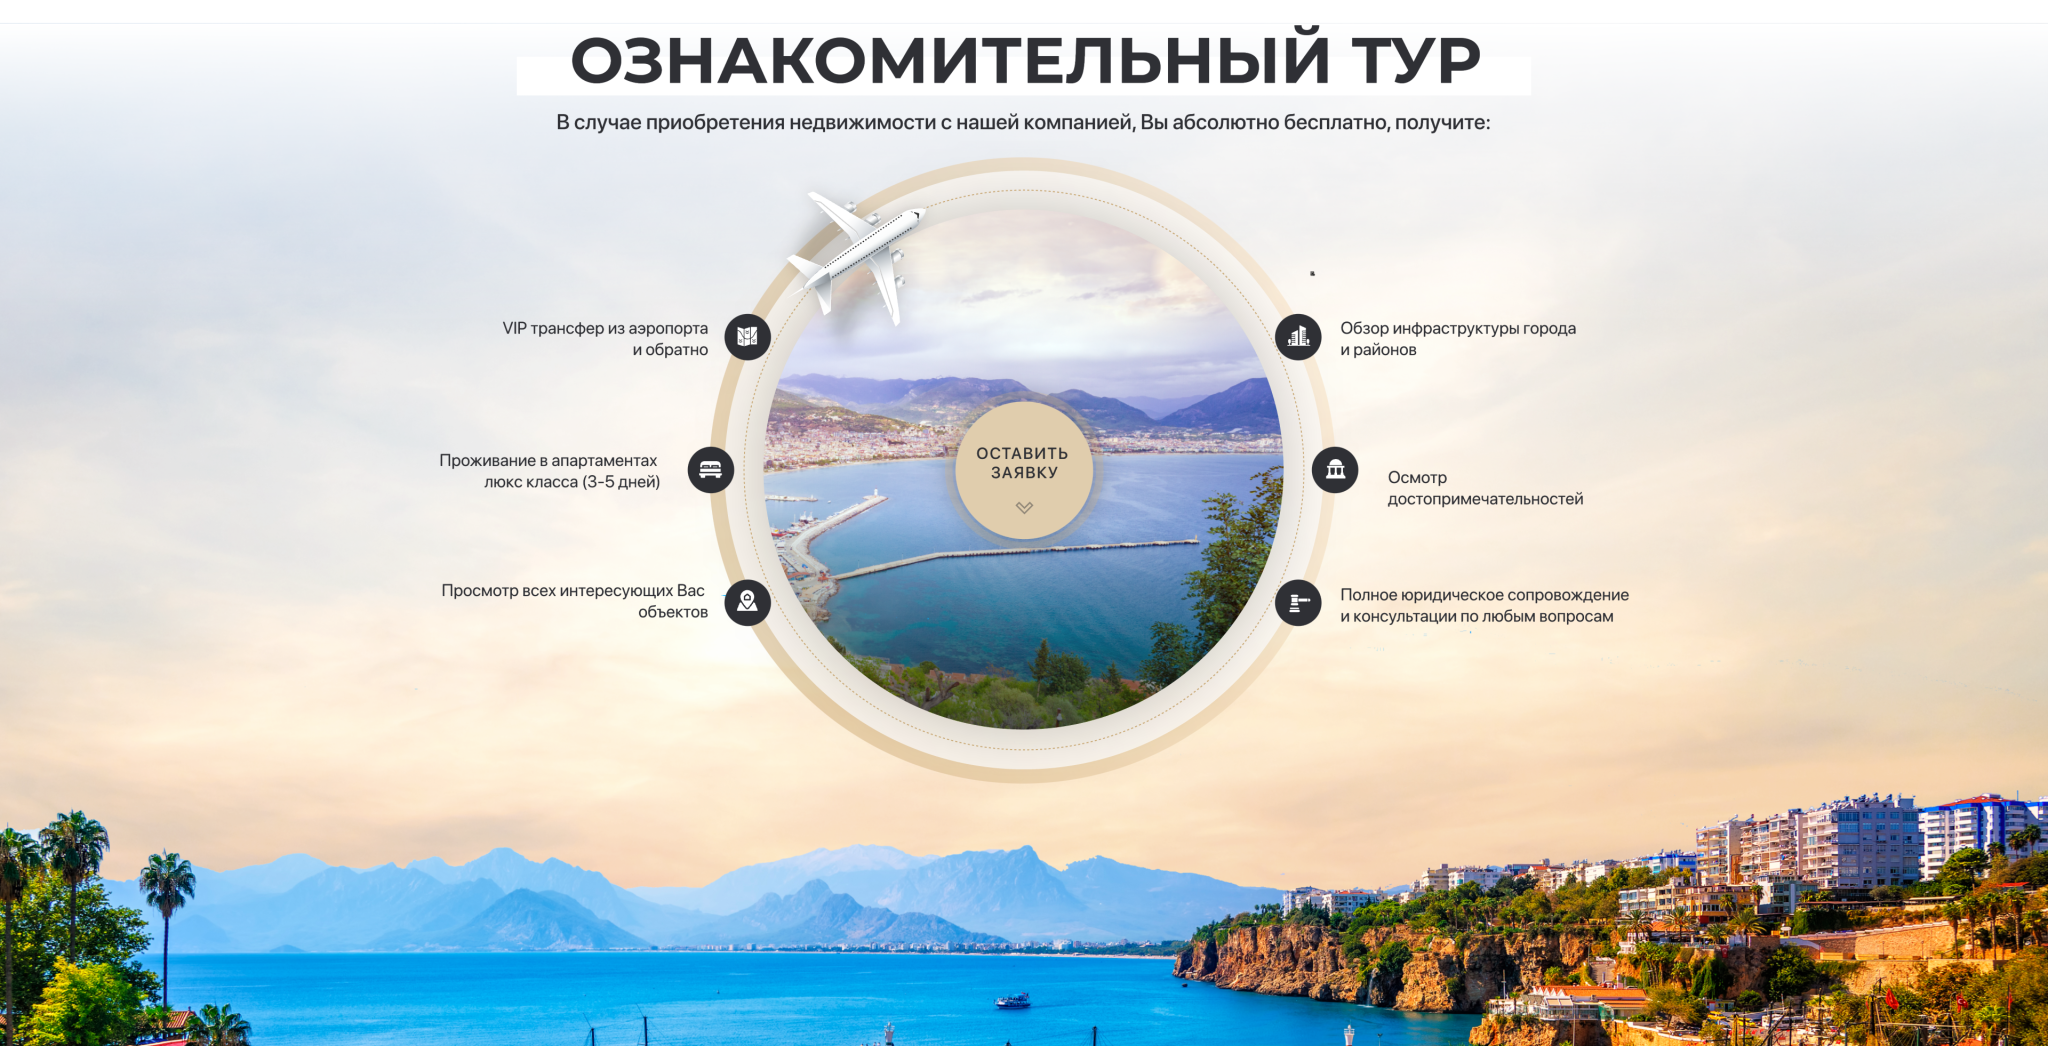 ОЗНАКОМИТЕЛЬНЫЙ ТУР
В случае приобретения недвижимости с нашей компанией, Вы абсолютно бесплатно, получите:
VIP трансфер из аэропорта
и обратно
Проживание в апартаментах
люкс класса (3-5 дней)
Просмотр всех интересующих Вас
объектов
ОСТАВИТЬ
ЗАЯВКУ
Обзор инфраструктуры города
и районов
Осмотр
достопримечательностей
Полное юридическое сопровождение
и консультации по любым вопросам